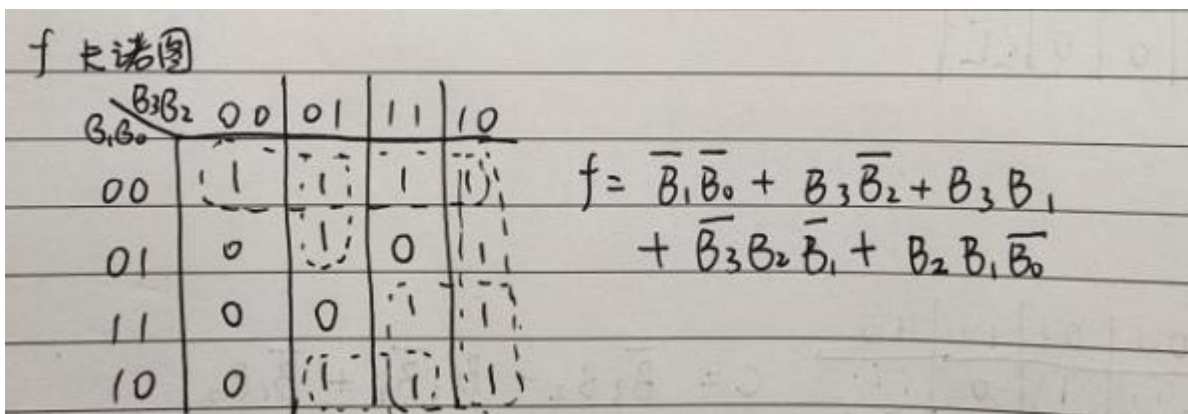 f 卡诺图
B₃B₂ 00 01 11 10
B₁B₀
00 1 1 1 1
01 0 1 0 1
11 0 0 1 1
10 0 1 1 1
f = B̅₁B̅₀ + B₃B̅₂ + B₃B₁
+ B̅₃B₂B̅₁ + B₂B₁B̅₀